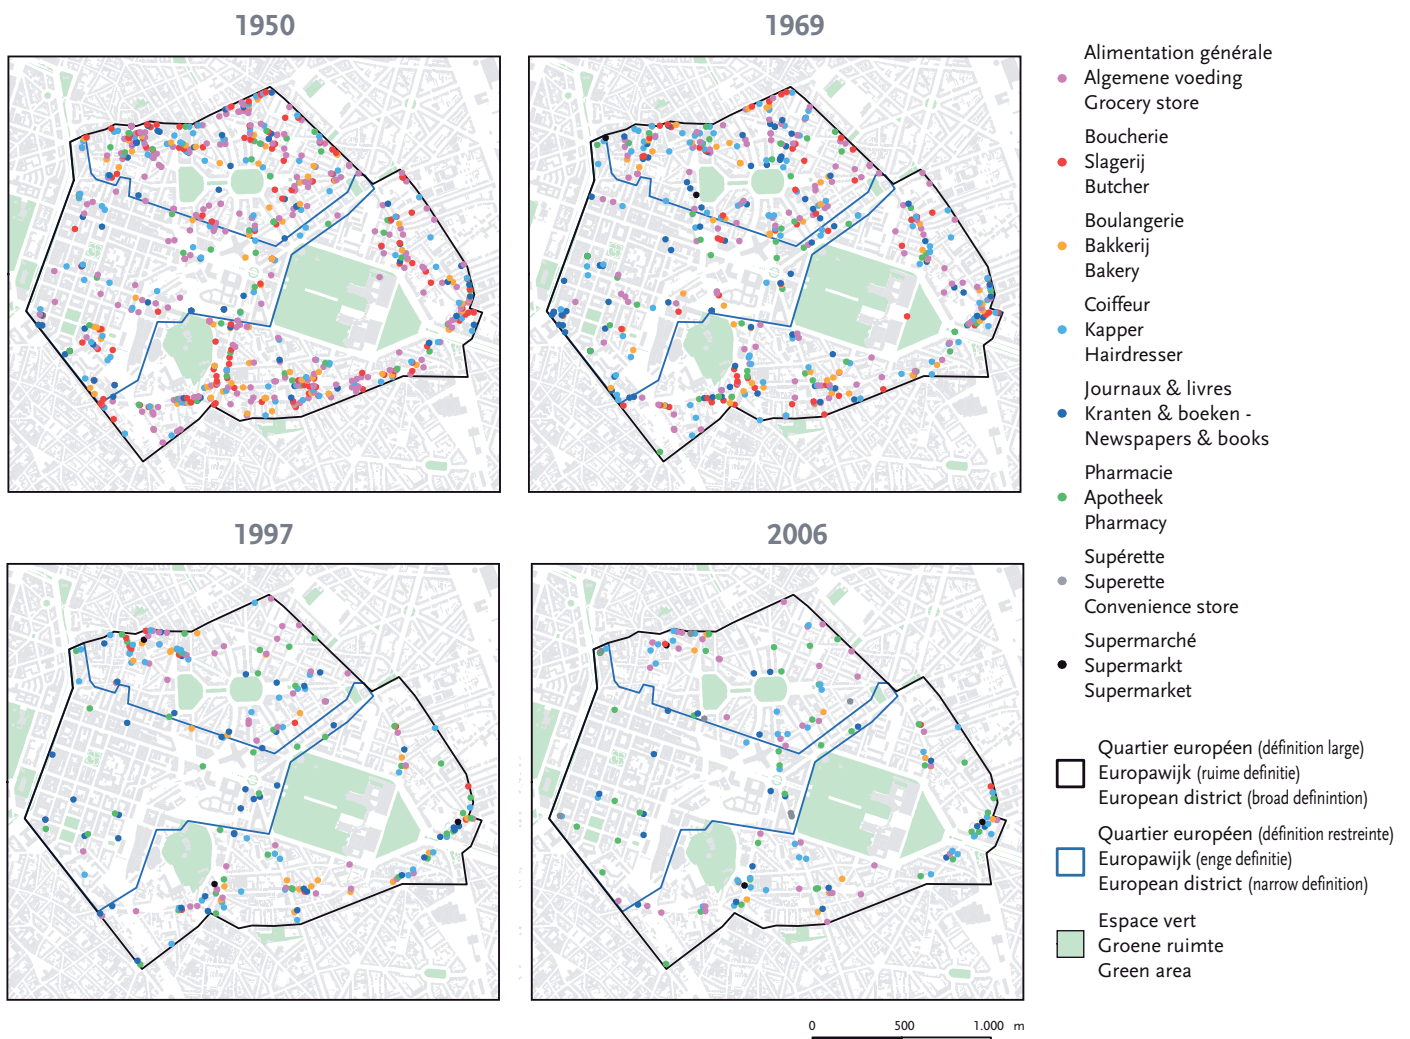 1950
1969
Alimentation générale
Algemene voeding
Grocery store
Boucherie
Slagerij
Butcher
Boulangerie
Bakkerij
Bakery
Coiffeur
Kapper
Hairdresser
Journaux & livres
Kranten & boeken -
Newspapers & books
Pharmacie
Apotheek
Pharmacy
Supérette
Superette
Convenience store
Supermarché
Supermarkt
Supermarket
Quartier européen (définition large)
Europawijk (ruime definitie)
European district (broad definintion)
Quartier européen (définition restreinte)
Europawijk (enge definitie)
European district (narrow definition)
Espace vert
Groene ruimte
Green area
1997
2006
0 500 1.000 m